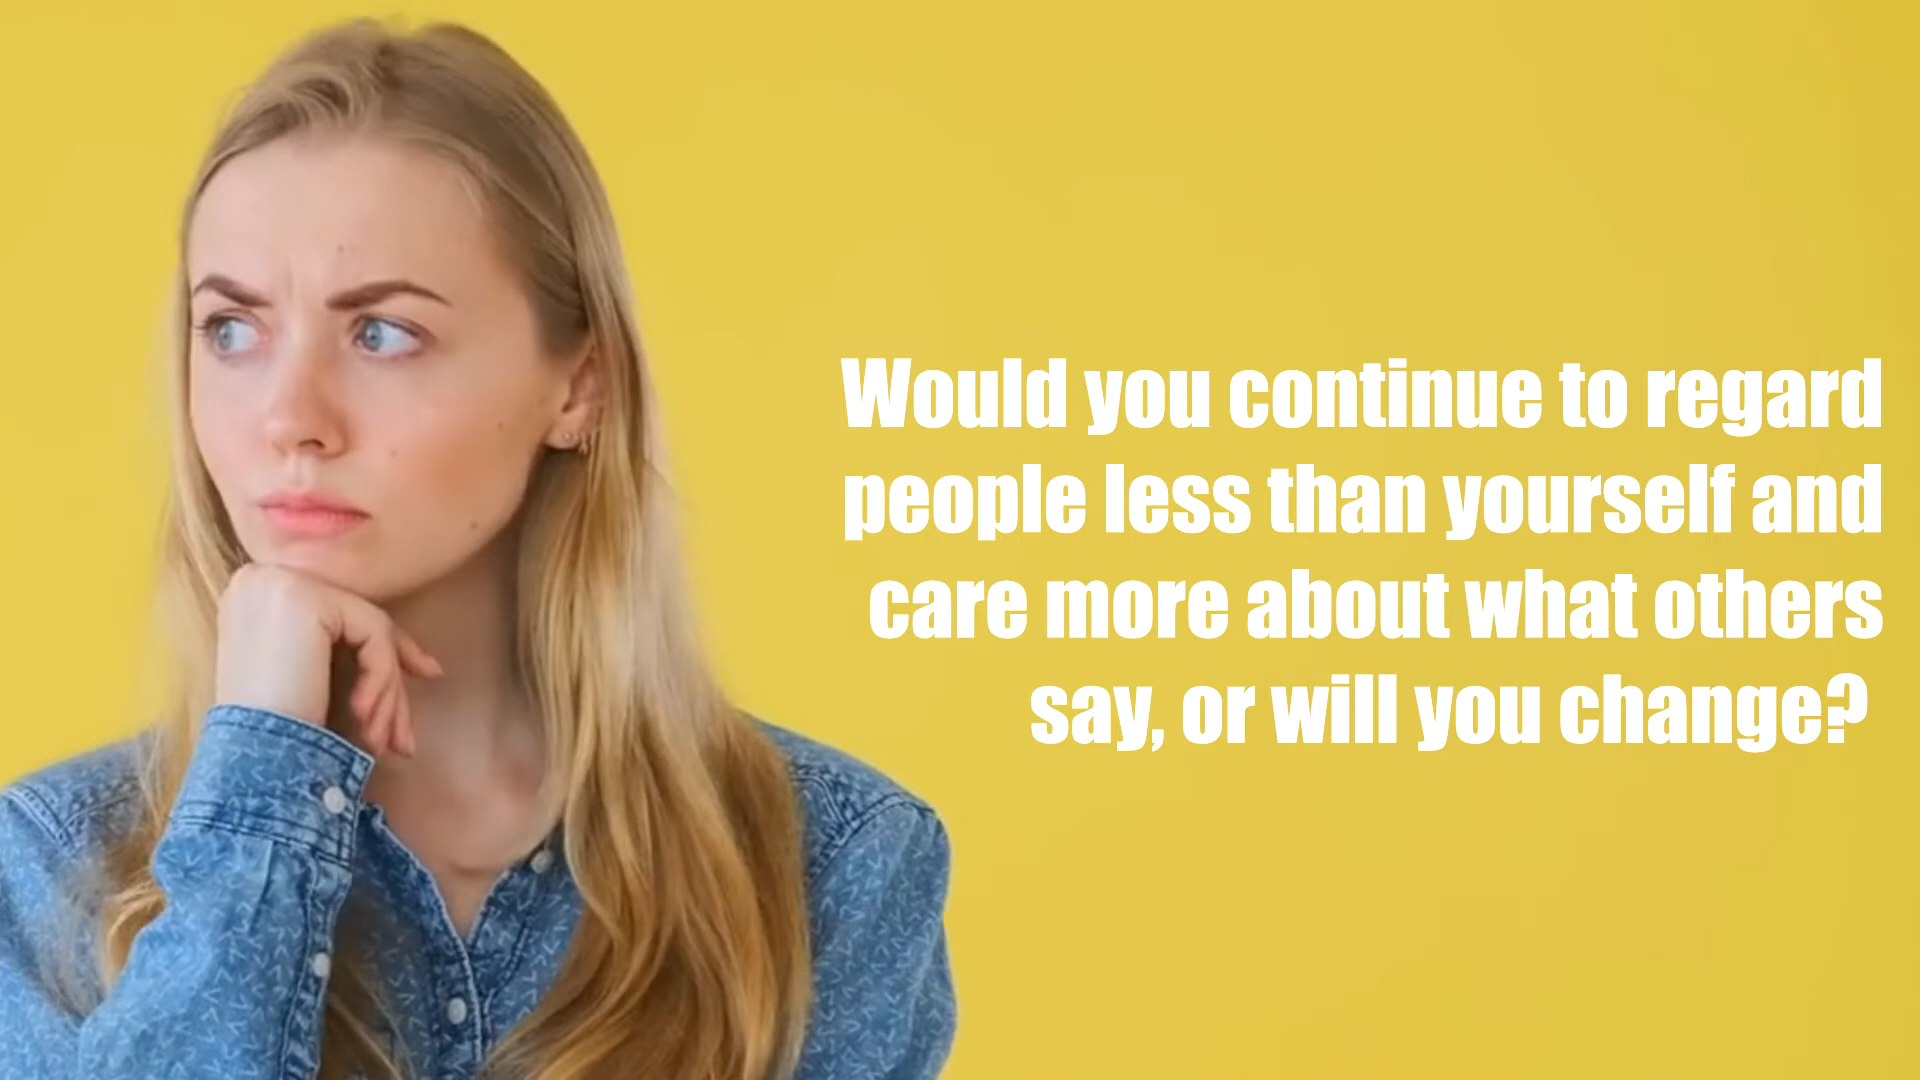 Would you continue to regard
people less than yourself and
care more about what others
say, or will you change?